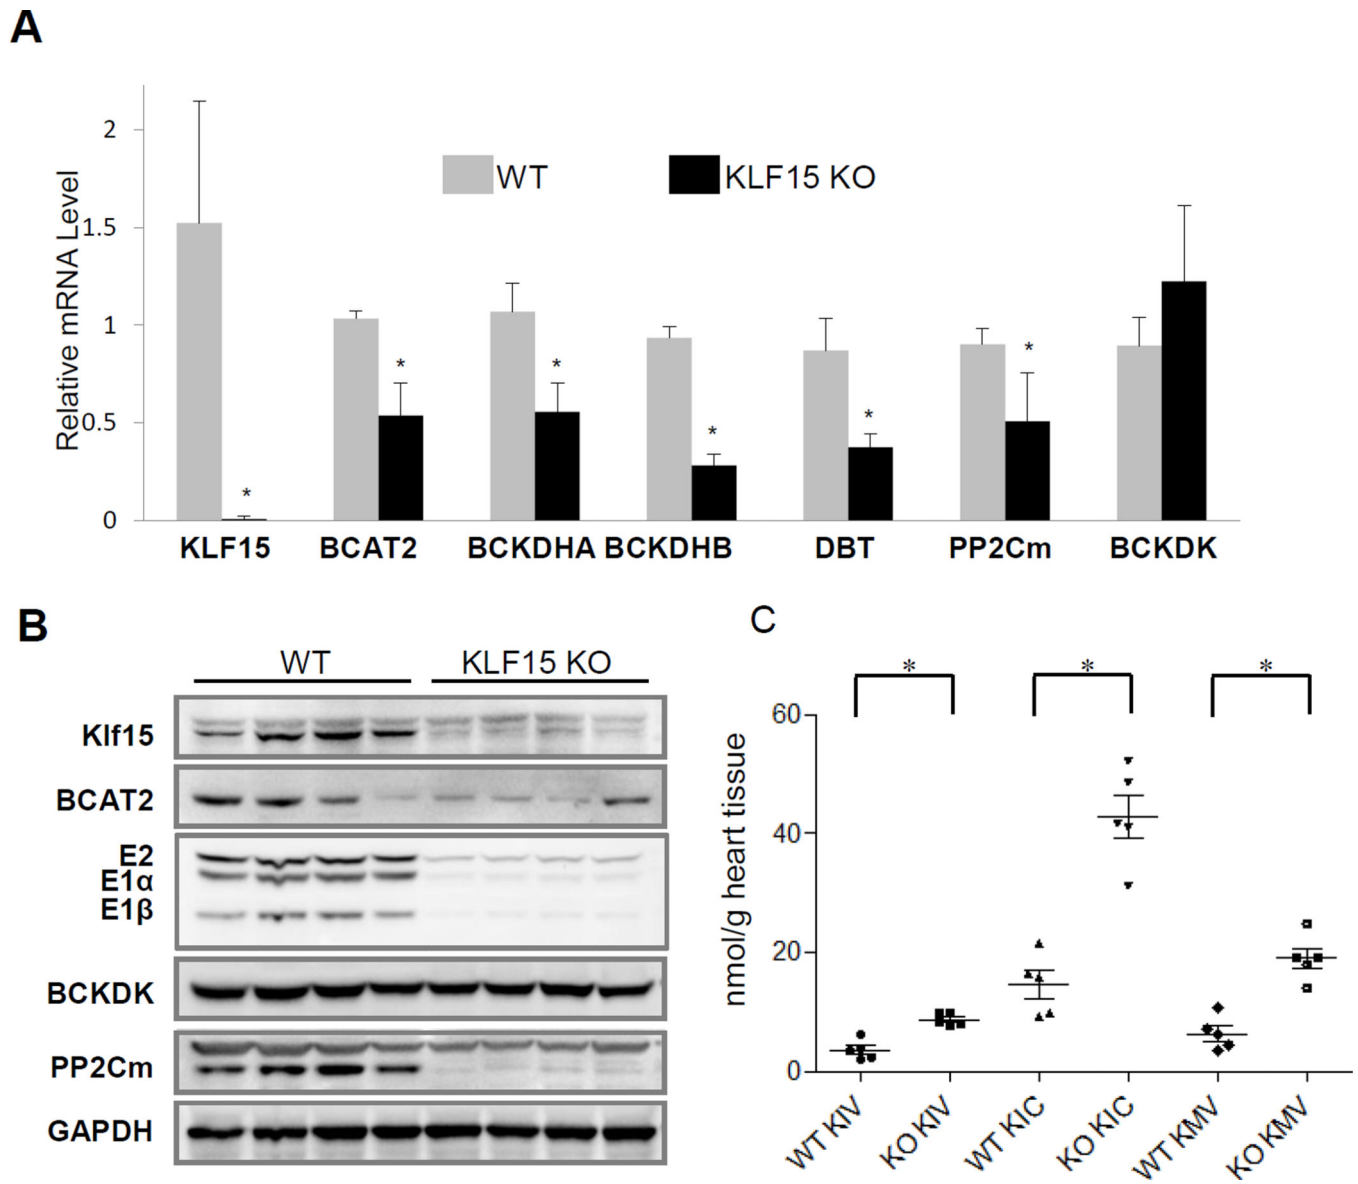 A
Relative mRNA Level
2
1.5
1
0.5
0
WT
KLF15 KO
*
*
*
*
*
*
KLF15 BCAT2 BCKDHA BCKDHB DBT PP2Cm BCKDK
B
WT KLF15 KO
Klf15
BCAT2
E2
E1α
E1β
BCKDK
PP2Cm
GAPDH
C
* * *
nmol/g heart tissue
60
40
20
0
WT KIV
KO KIV
WT KIC
KO KIC
WT KMV
KO KMV